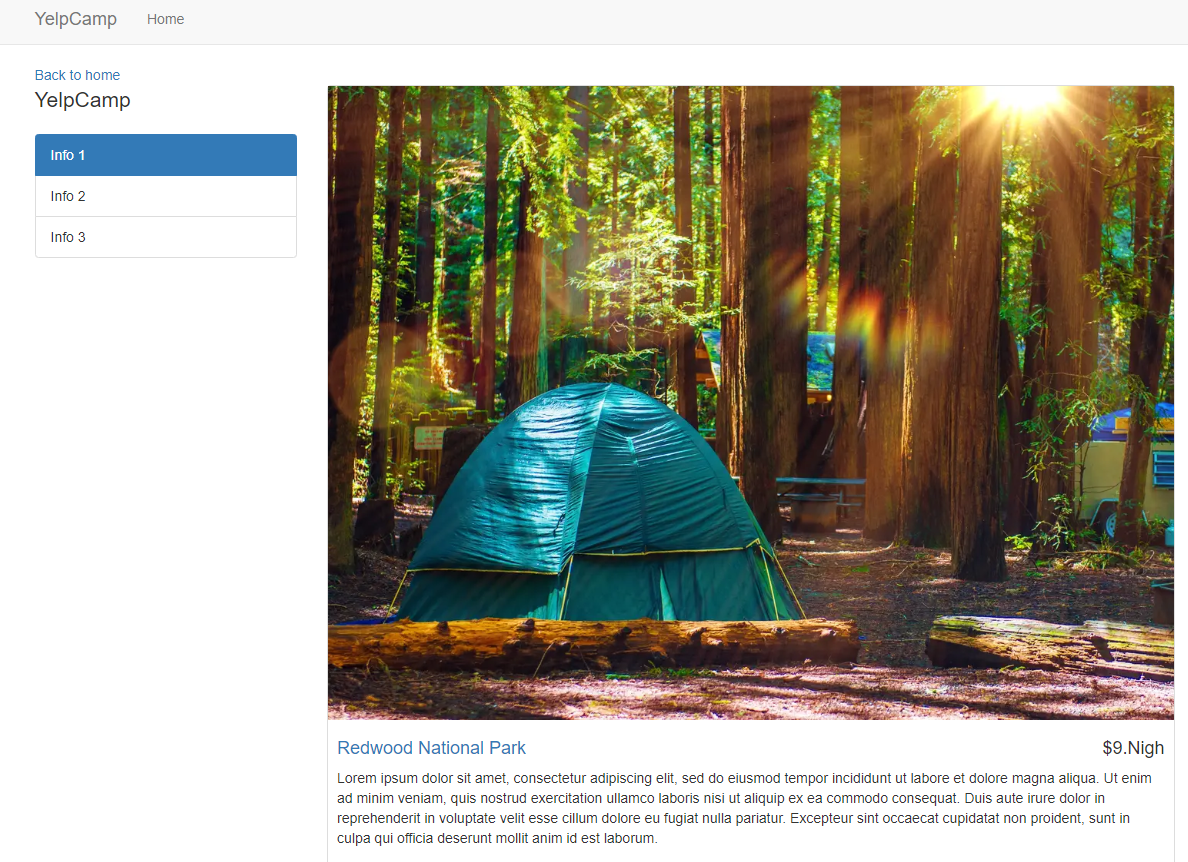 YelpCamp Home
Back to home
YelpCamp
Info 1
Info 2
Info 3
Redwood National Park $9.Nigh
Lorem ipsum dolor sit amet, consectetur adipiscing elit, sed do eiusmod tempor incididunt ut labore et dolore magna aliqua. Ut enim
ad minim veniam, quis nostrud exercitation ullamco laboris nisi ut aliquip ex ea commodo consequat. Duis aute irure dolor in
reprehenderit in voluptate velit esse cillum dolore eu fugiat nulla pariatur. Excepteur sint occaecat cupidatat non proident, sunt in
culpa qui officia deserunt mollit anim id est laborum.